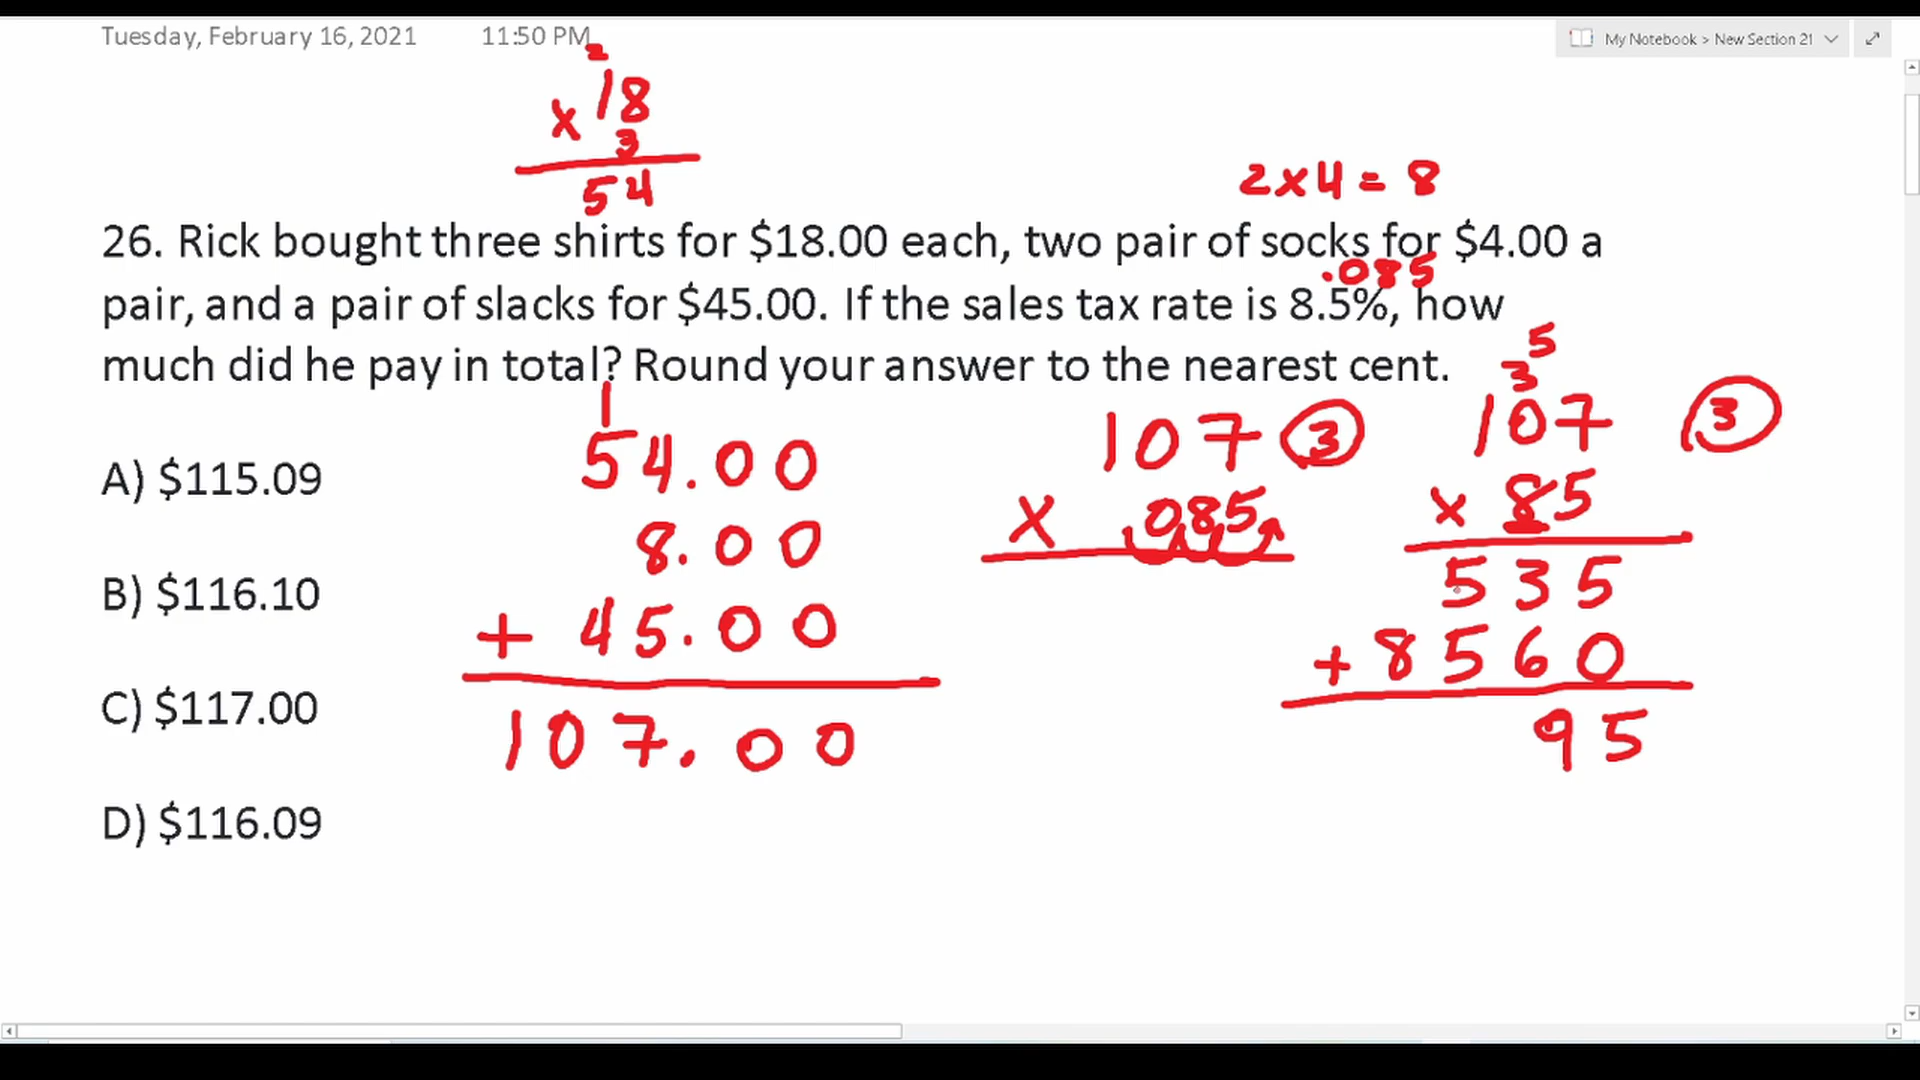 Tuesday, February 16, 2021 11:50 PM
My Notebook > New Section 21
2
18
x 3
54
2x4=8
26. Rick bought three shirts for $18.00 each, two pair of socks for $4.00 a
.085
pair, and a pair of slacks for $45.00. If the sales tax rate is 8.5%, how
much did he pay in total? Round your answer to the nearest cent.
A) $115.09
B) $116.10
C) $117.00
D) $116.09
1
54.00
8.00
+ 45.00
107.00
107 3
x .085
5
3
107 3
x 85
535
+ 8560
95